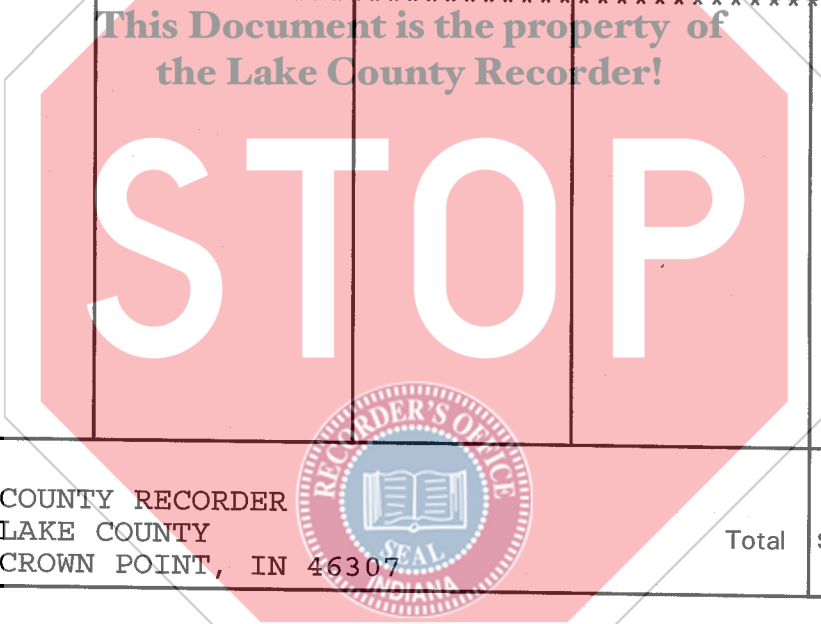 This Document is the property of
the Lake County Recorder!
STOP
RECORDER'S OFFICE
SEAL
INDIANA
COUNTY RECORDER
LAKE COUNTY
CROWN POINT, IN 46307
Total